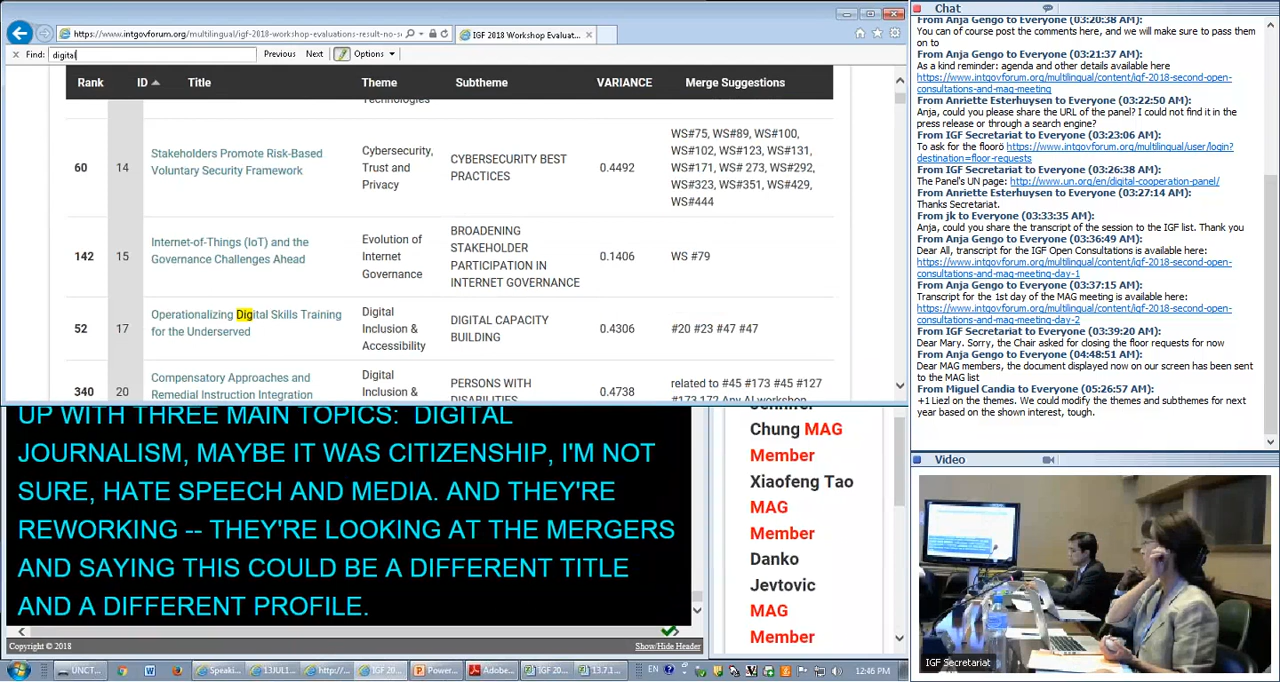 https://www.intgovforum.org/multilingual/igf-2018-workshop-evaluations-result-no-s
IGF 2018 Workshop Evaluat...
Find: digital
Previous Next Options
Rank ID Title Theme Subtheme VARIANCE Merge Suggestions
Technologies
60 14 Stakeholders Promote Risk-Based
Voluntary Security Framework
Cybersecurity,
Trust and
Privacy
CYBERSECURITY BEST
PRACTICES
0.4492
WS#75, WS#89, WS#100,
WS#102, WS#123, WS#131,
WS#171, WS# 273, WS#292,
WS#323, WS#351, WS#429,
WS#444
142 15 Internet-of-Things (IoT) and the
Governance Challenges Ahead
Evolution of
Internet
Governance
BROADENING
STAKEHOLDER
PARTICIPATION IN
INTERNET GOVERNANCE
0.1406
WS #79
52 17 Operationalizing Digital Skills Training
for the Underserved
Digital
Inclusion &
Accessibility
DIGITAL CAPACITY
BUILDING
0.4306
#20 #23 #47 #47
340 20 Compensatory Approaches and
Remedial Instruction Integration
Digital
Inclusion &
PERSONS WITH
DISABILITIES
0.4738
related to #45 #173 #45 #127
#173 172 Any AI workshop
UP WITH THREE MAIN TOPICS: DIGITAL
JOURNALISM, MAYBE IT WAS CITIZENSHIP, I'M NOT
SURE, HATE SPEECH AND MEDIA. AND THEY'RE
REWORKING -- THEY'RE LOOKING AT THE MERGERS
AND SAYING THIS COULD BE A DIFFERENT TITLE
AND A DIFFERENT PROFILE.
Copyright © 2018
Show/Hide Header
Jennifer
Chung MAG
Member
Xiaofeng Tao
MAG
Member
Danko
Jevtovic
MAG
Member
UNCT...
Speaki...
13JUL1...
http:/...
IGF 20...
Power...
Adobe...
IGF 20...
13.7.1...
EN
12:46 PM
Chat
From Anja Gengo to Everyone (03:20:38 AM):
You can of course post the comments here, and we will make sure to pass them
on to
From Anja Gengo to Everyone (03:21:37 AM):
As a kind reminder: agenda and other details available here
https://www.intgovforum.org/multilingual/content/igf-2018-second-open-
consultations-and-mag-meeting
From Anriette Esterhuysen to Everyone (03:22:50 AM):
Anja, could you please share the URL of the panel? I could not find it in the
press release or through a search engine?
From IGF Secretariat to Everyone (03:23:06 AM):
To ask for the floorö https://www.intgovforum.org/multilingual/user/login?
destination=floor-requests
From IGF Secretariat to Everyone (03:26:38 AM):
The Panel's UN page: http://www.un.org/en/digital-cooperation-panel/
From Anriette Esterhuysen to Everyone (03:27:14 AM):
Thanks Secretariat.
From jk to Everyone (03:33:35 AM):
Anja, could you share the transcript of the session to the IGF list. Thank you
From Anja Gengo to Everyone (03:36:49 AM):
Dear All, transcript for the IGF Open Consultations is available here:
https://www.intgovforum.org/multilingual/content/igf-2018-second-open-
consultations-and-mag-meeting-day-1
From Anja Gengo to Everyone (03:37:15 AM):
Transcript for the 1st day of the MAG meeting is available here:
https://www.intgovforum.org/multilingual/content/igf-2018-second-open-
consultations-and-mag-meeting-day-2
From IGF Secretariat to Everyone (03:39:20 AM):
Dear Mary. Sorry, the Chair asked for closing the floor requests for now
From Anja Gengo to Everyone (04:48:51 AM):
Dear MAG members, the document displayed now on our screen has been sent
to the MAG list
From Miguel Candia to Everyone (05:26:57 AM):
+1 Liezl on the themes. We could modify the themes and subthemes for next
year based on the shown interest, tough.
Video
IGF Secretariat